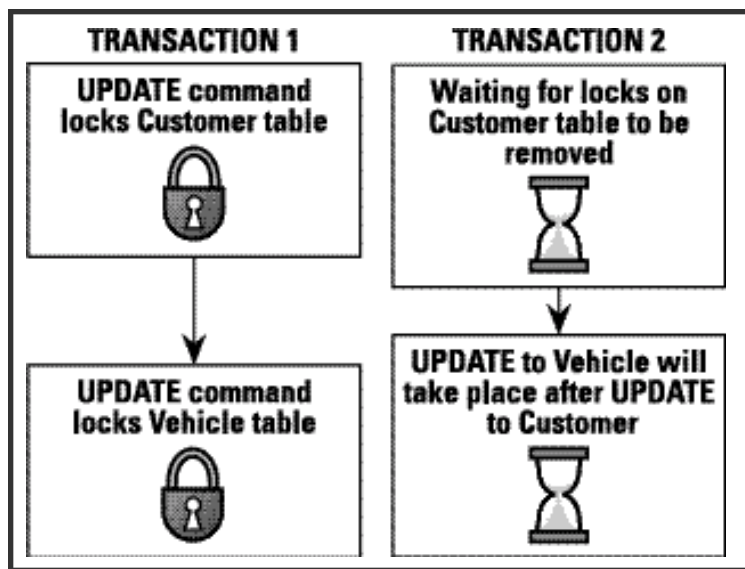 TRANSACTION 1
UPDATE command
locks Customer table
UPDATE command
locks Vehicle table
TRANSACTION 2
Waiting for locks on
Customer table to be
removed
UPDATE to Vehicle will
take place after UPDATE
to Customer